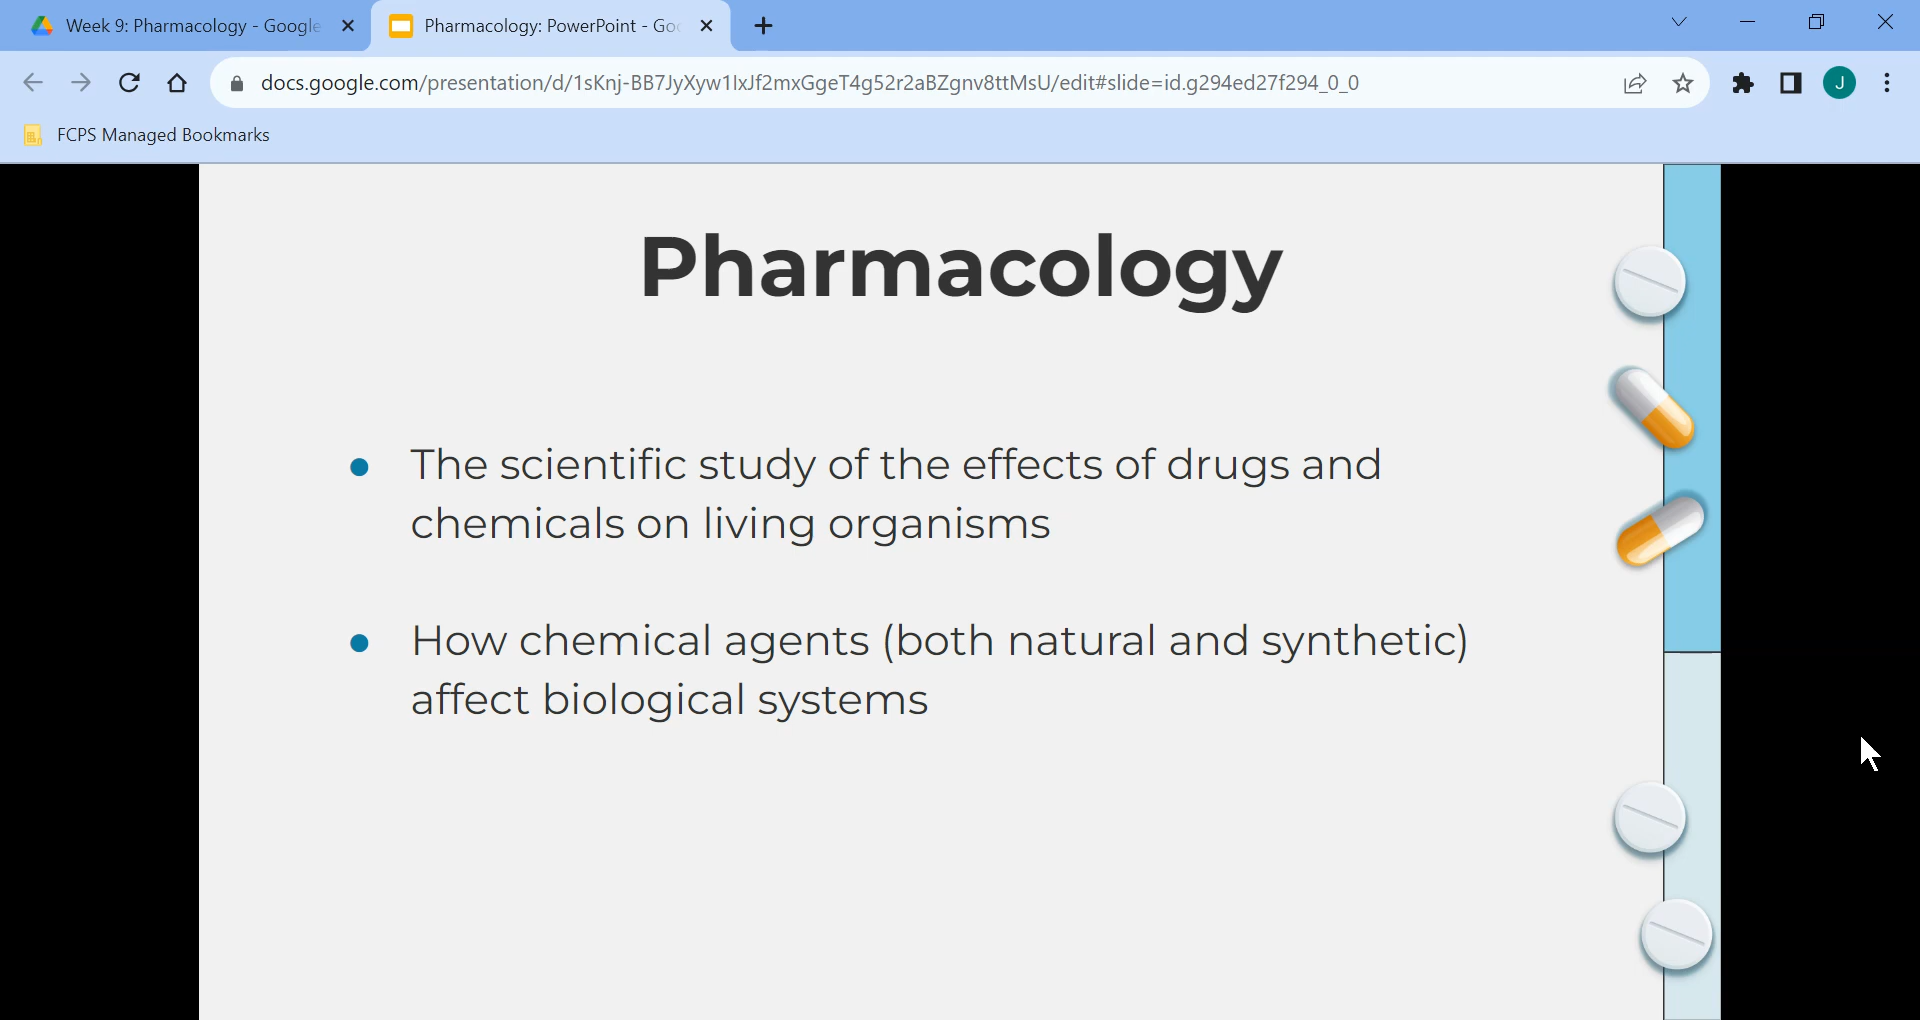 Week 9: Pharmacology - Google
Pharmacology: PowerPoint - Goo
docs.google.com/presentation/d/1sKnj-BB7JyXyw1IxJf2mxGgeT4g52r2aBZgnv8ttMsU/edit#slide=id.g294ed27f294_0_0
J
FCPS Managed Bookmarks
Pharmacology
● The scientific study of the effects of drugs and
chemicals on living organisms
● How chemical agents (both natural and synthetic)
affect biological systems